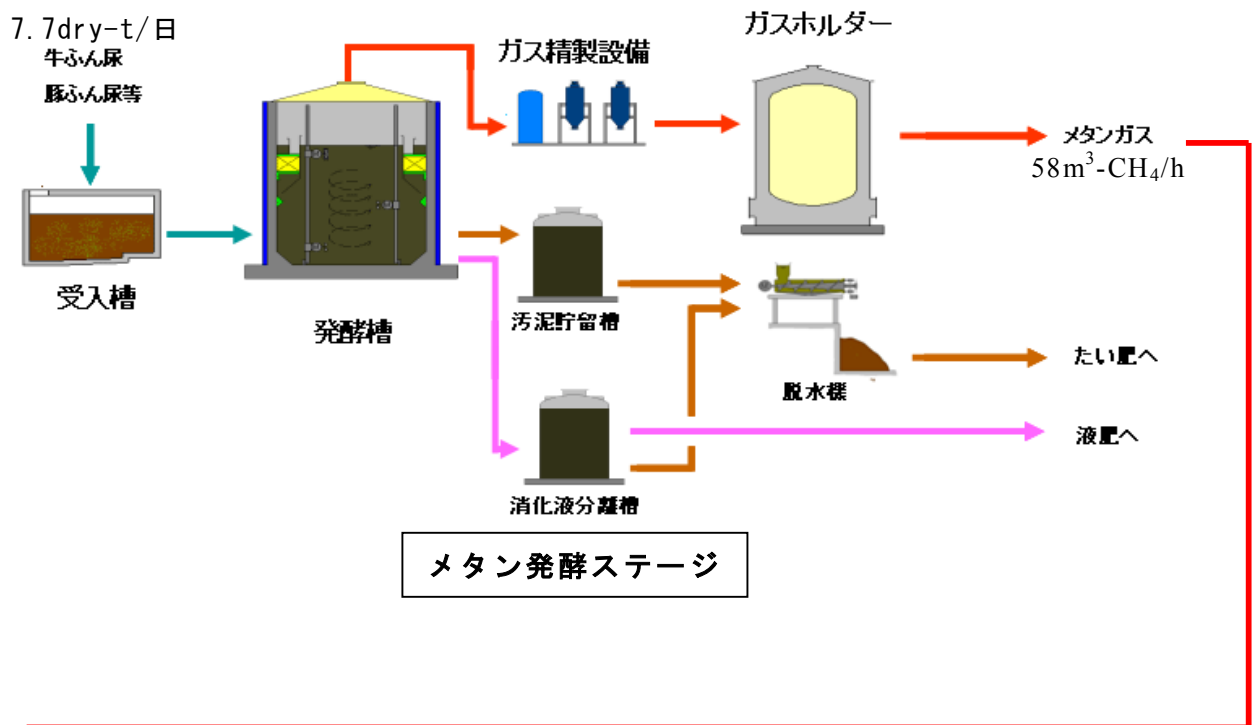 7.7dry-t/日
牛ふん尿
豚ふん尿等
受入槽
発酵槽
ガス精製設備
ガスホルダー
メタンガス
58m³-CH₄/h
汚泥貯留槽
脱水機
たい肥へ
消化液分離槽
液肥へ
メタン発酵ステージ